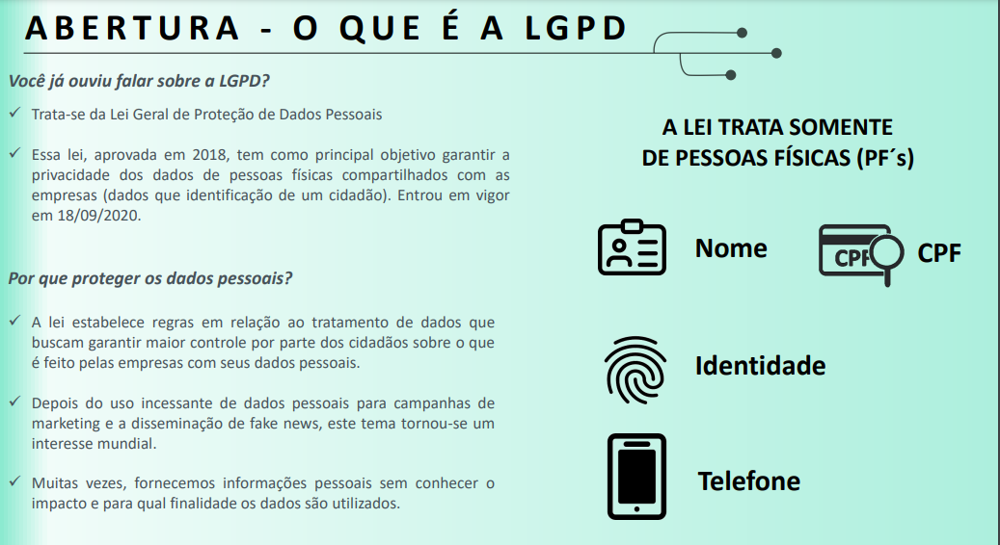 ABERTURA - O QUE É A LGPD
Você já ouviu falar sobre a LGPD?
✓ Trata-se da Lei Geral de Proteção de Dados Pessoais
✓ Essa lei, aprovada em 2018, tem como principal objetivo garantir a
privacidade dos dados de pessoas físicas compartilhados com as
empresas (dados que identificação de um cidadão). Entrou em vigor
em 18/09/2020.
Por que proteger os dados pessoais?
✓ A lei estabelece regras em relação ao tratamento de dados que
buscam garantir maior controle por parte dos cidadãos sobre o que
é feito pelas empresas com seus dados pessoais.
✓ Depois do uso incessante de dados pessoais para campanhas de
marketing e a disseminação de fake news, este tema tornou-se um
interesse mundial.
✓ Muitas vezes, fornecemos informações pessoais sem conhecer o
impacto e para qual finalidade os dados são utilizados.
A LEI TRATA SOMENTE
DE PESSOAS FÍSICAS (PF´s)
Nome
CPF
CPF
Identidade
Telefone